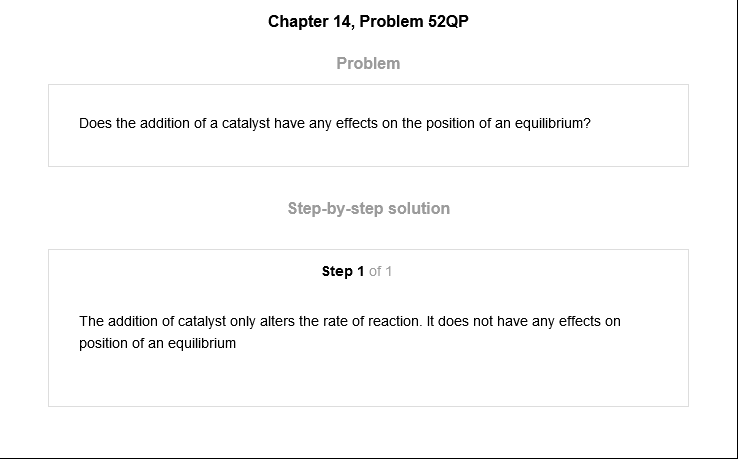 Chapter 14, Problem 52QP
Problem
Does the addition of a catalyst have any effects on the position of an equilibrium?
Step-by-step solution
Step 1 of 1
The addition of catalyst only alters the rate of reaction. It does not have any effects on
position of an equilibrium